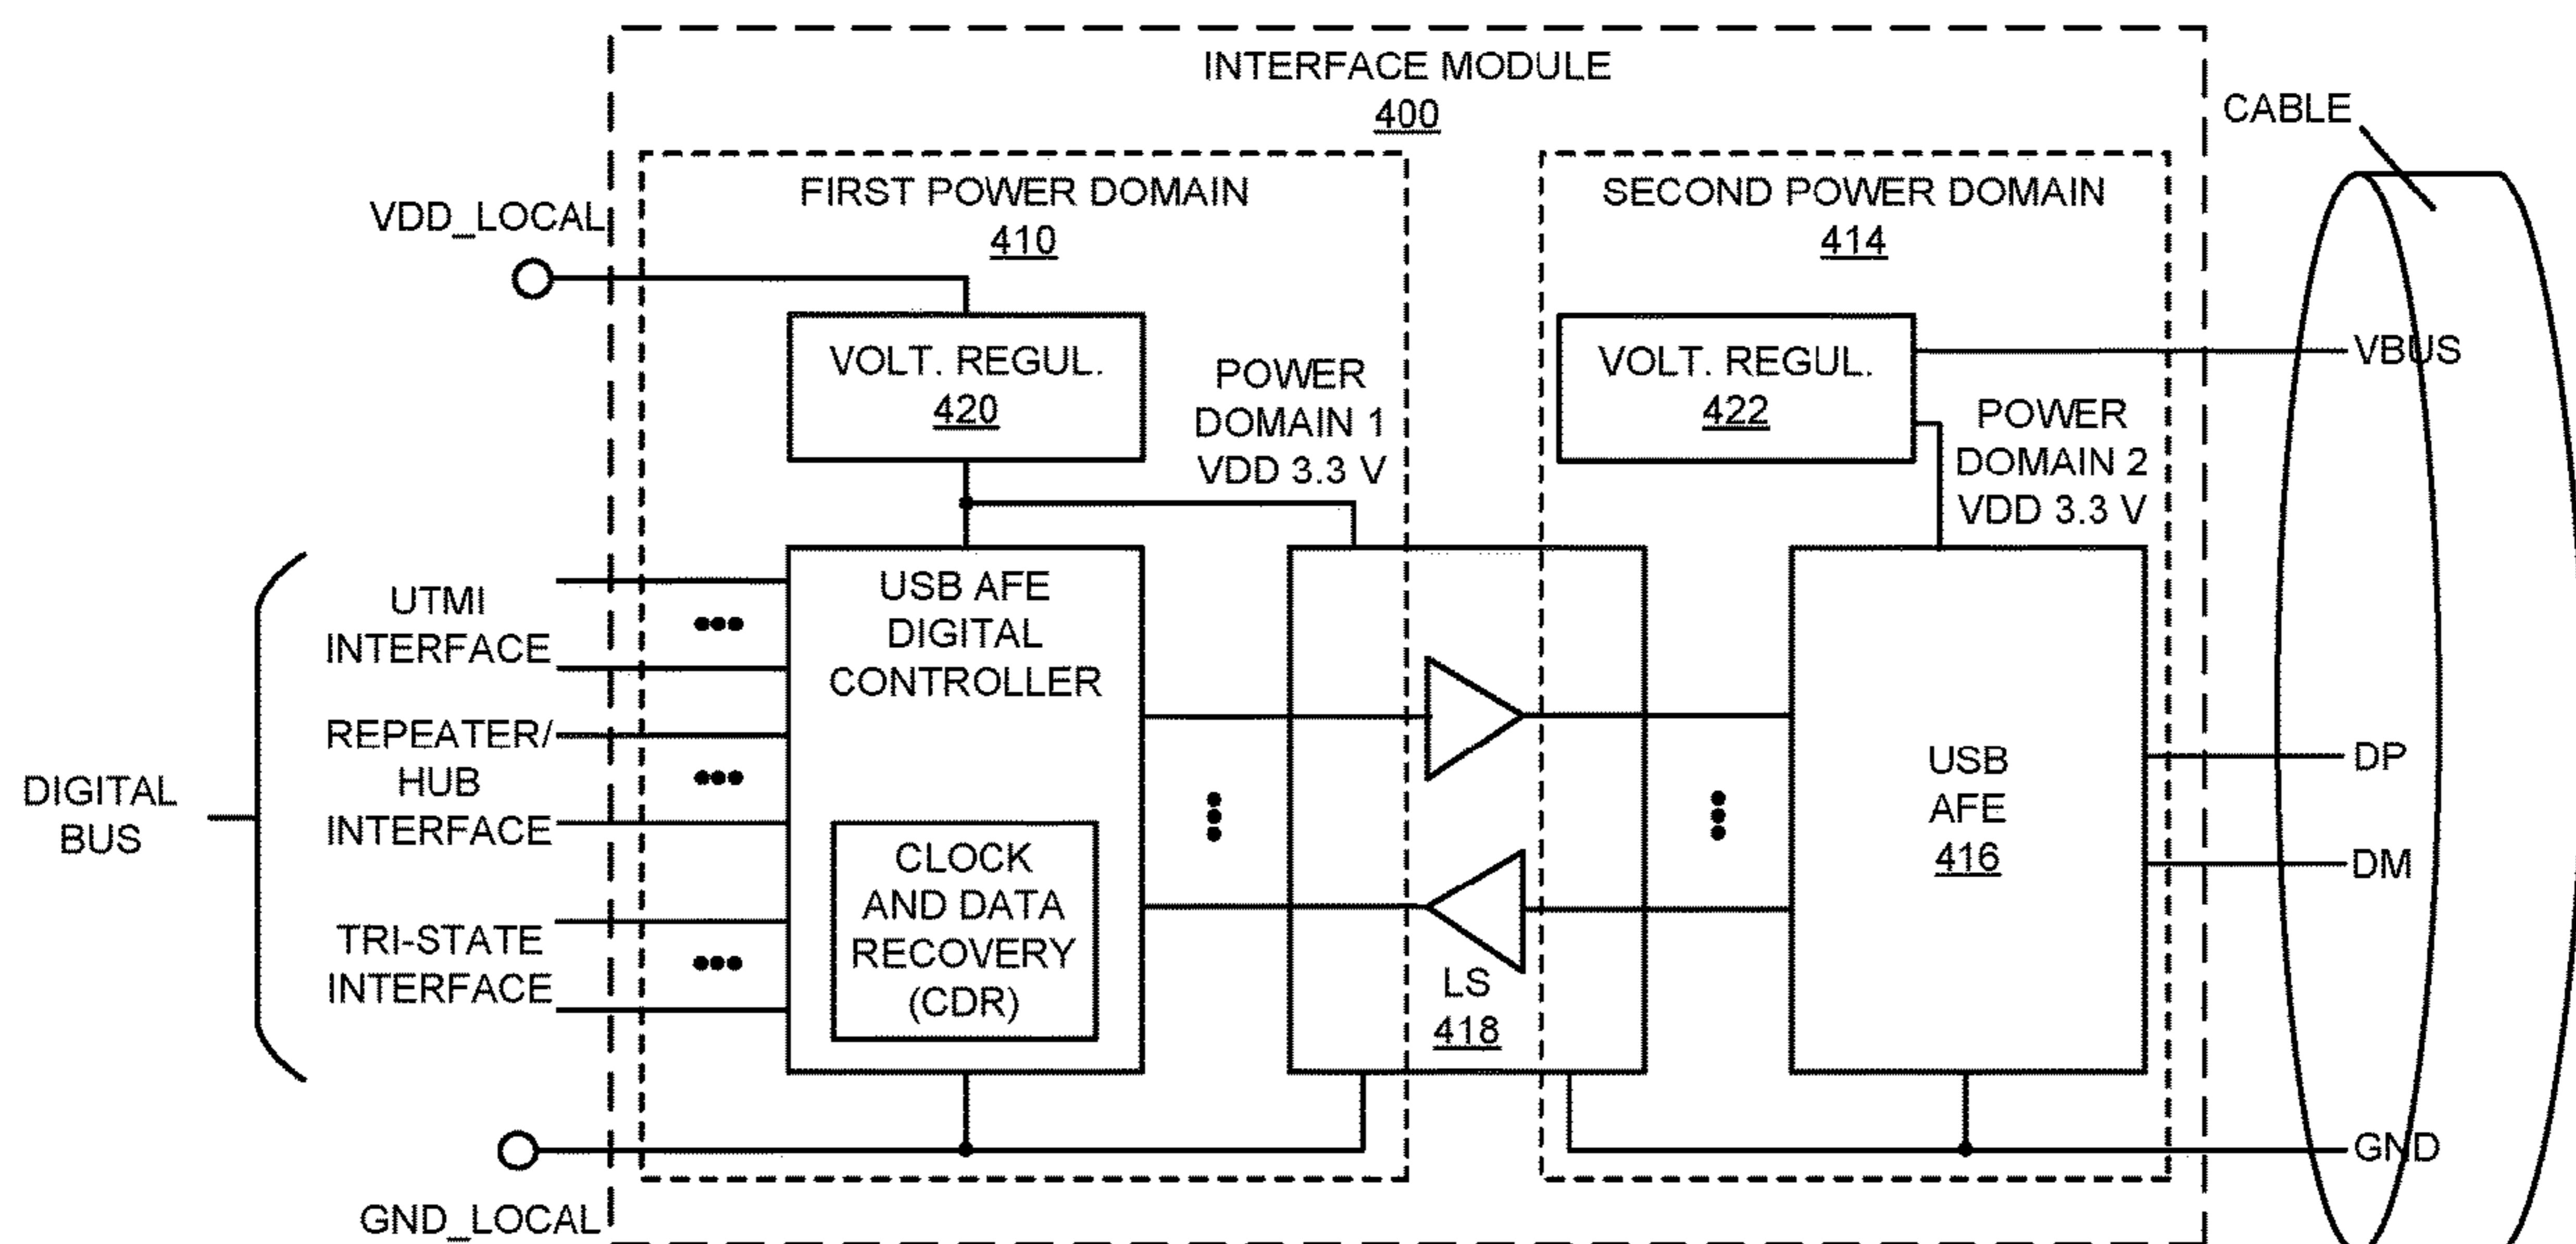 INTERFACE MODULE
400
CABLE
FIRST POWER DOMAIN
410
SECOND POWER DOMAIN
414
VDD_LOCAL
VOLT. REGUL.
420
POWER
DOMAIN 1
VDD 3.3 V
VOLT. REGUL.
422
POWER
DOMAIN 2
VDD 3.3 V
VBUS
DIGITAL
BUS
UTMI
INTERFACE
REPEATER/
HUB
INTERFACE
TRI-STATE
INTERFACE
USB AFE
DIGITAL
CONTROLLER
CLOCK
AND DATA
RECOVERY
(CDR)
LS
418
USB
AFE
416
DP
DM
GND
GND_LOCAL